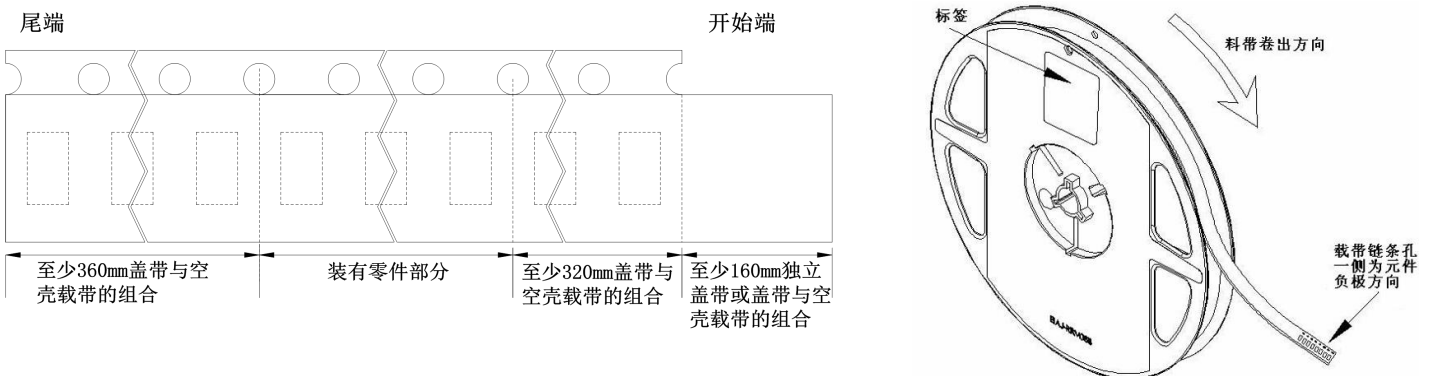 尾端
开始端
至少360mm盖带与空
壳载带的组合
装有零件部分
至少320mm盖带与
空壳载带的组合
至少160mm独立
盖带或盖带与空
壳载带的组合
标签
料带卷出方向
载带链条孔
一侧为元件
负极方向